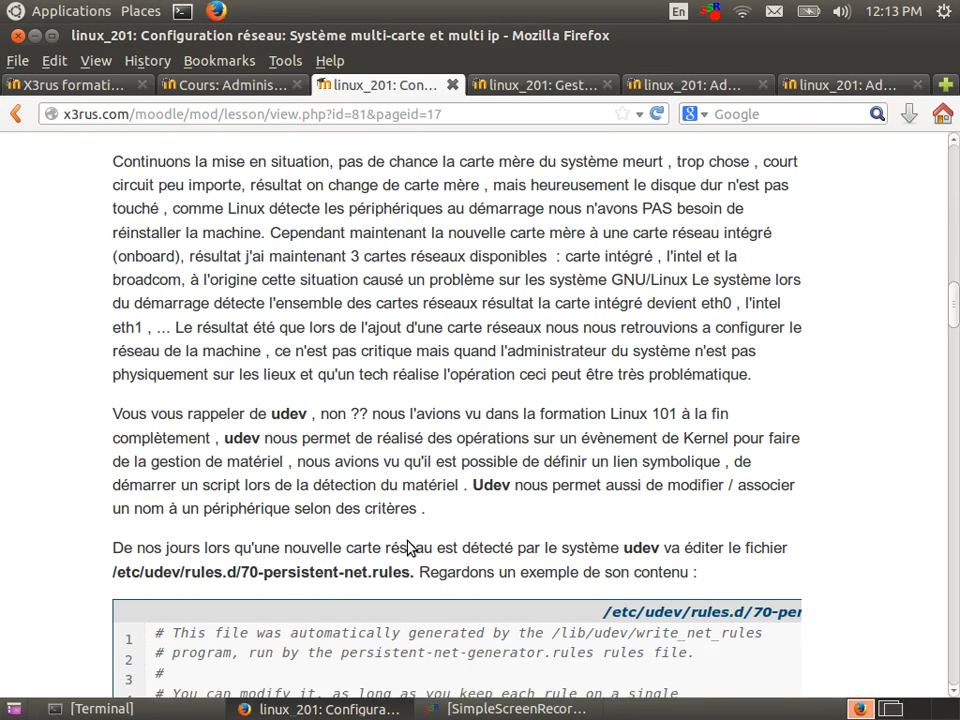 Applications Places En 12:13 PM
linux_201: Configuration réseau: Système multi-carte et multi ip - Mozilla Firefox
File Edit View History Bookmarks Tools Help
X3rus formati... Cours: Adminis... linux_201: Con... linux_201: Gest... linux_201: Ad... linux_201: Ad...
x3rus.com/moodle/mod/lesson/view.php?id=81&pageid=17 Google
Continuons la mise en situation, pas de chance la carte mère du système meurt , trop chose , court
circuit peu importe, résultat on change de carte mère , mais heureusement le disque dur n'est pas
touché , comme Linux détecte les périphériques au démarrage nous n'avons PAS besoin de
réinstaller la machine. Cependant maintenant la nouvelle carte mère à une carte réseau intégré
(onboard), résultat j'ai maintenant 3 cartes réseaux disponibles : carte intégré , l'intel et la
broadcom, à l'origine cette situation causé un problème sur les système GNU/Linux Le système lors
du démarrage détecte l'ensemble des cartes réseaux résultat la carte intégré devient eth0 , l'intel
eth1 , ... Le résultat été que lors de l'ajout d'une carte réseaux nous nous retrouvions a configurer le
réseau de la machine , ce n'est pas critique mais quand l'administrateur du système n'est pas
physiquement sur les lieux et qu'un tech réalise l'opération ceci peut être très problématique.
Vous vous rappeler de udev , non ?? nous l'avions vu dans la formation Linux 101 à la fin
complètement , udev nous permet de réalisé des opérations sur un évènement de Kernel pour faire
de la gestion de matériel , nous avions vu qu'il est possible de définir un lien symbolique , de
démarrer un script lors de la détection du matériel . Udev nous permet aussi de modifier / associer
un nom à un périphérique selon des critères .
De nos jours lors qu'une nouvelle carte réseau est détecté par le système udev va éditer le fichier
/etc/udev/rules.d/70-persistent-net.rules. Regardons un exemple de son contenu :
/etc/udev/rules.d/70-per
1 # This file was automatically generated by the /lib/udev/write_net_rules
2 # program, run by the persistent-net-generator.rules rules file.
3 #
# You can modify it, as long as you keep each rule on a single
[Terminal] linux_201: Configura... [SimpleScreenRecor...